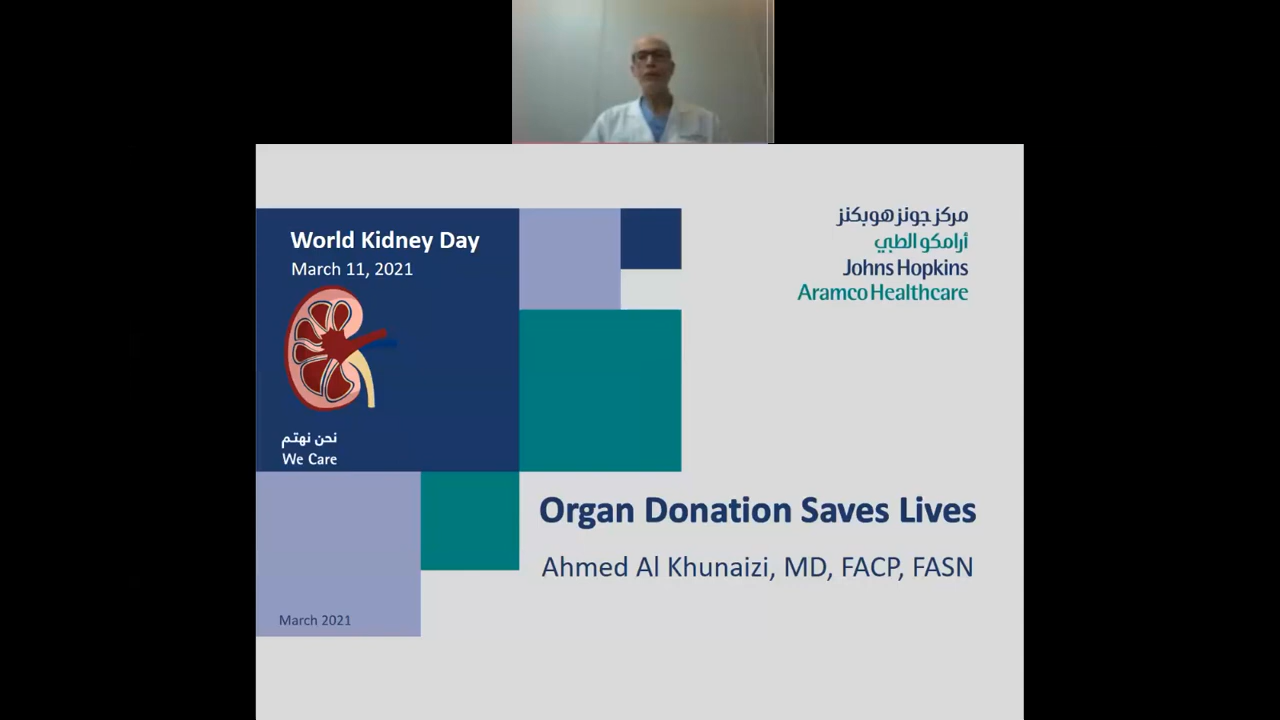 World Kidney Day
March 11, 2021
نحن نهتم
We Care
مركز جونز هوبكنز
أرامكو الطبي
Johns Hopkins
Aramco Healthcare
Organ Donation Saves Lives
Ahmed Al Khunaizi, MD, FACP, FASN
March 2021